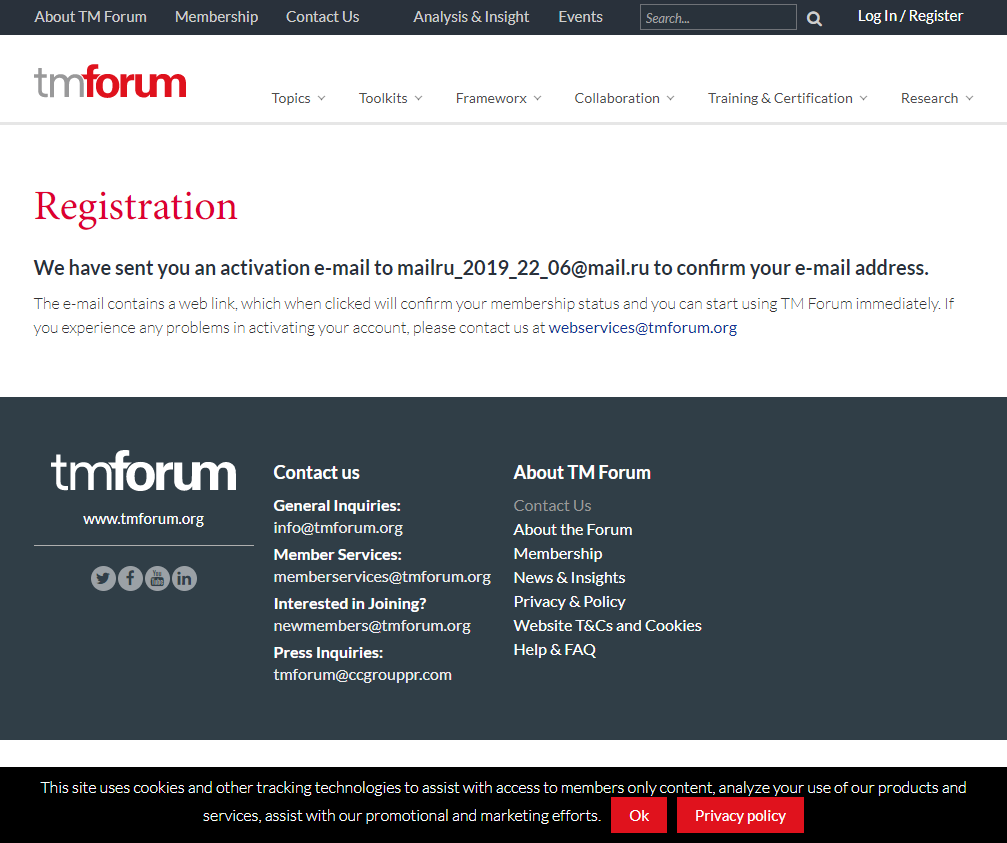 About TM Forum Membership Contact Us Analysis & Insight Events Search... Log In / Register
tmforum
Topics Toolkits Frameworx Collaboration Training & Certification Research
Registration
We have sent you an activation e-mail to mailru_2019_22_06@mail.ru to confirm your e-mail address.
The e-mail contains a web link, which when clicked will confirm your membership status and you can start using TM Forum immediately. If
you experience any problems in activating your account, please contact us at webservices@tmforum.org
tmforum
www.tmforum.org
You
Tube
Contact us
General Inquiries:
info@tmforum.org
Member Services:
memberservices@tmforum.org
Interested in Joining?
newmembers@tmforum.org
Press Inquiries:
tmforum@ccgrouppr.com
About TM Forum
Contact Us
About the Forum
Membership
News & Insights
Privacy & Policy
Website T&Cs and Cookies
Help & FAQ
This site uses cookies and other tracking technologies to assist with access to members only content, analyze your use of our products and
services, assist with our promotional and marketing efforts. Ok Privacy policy